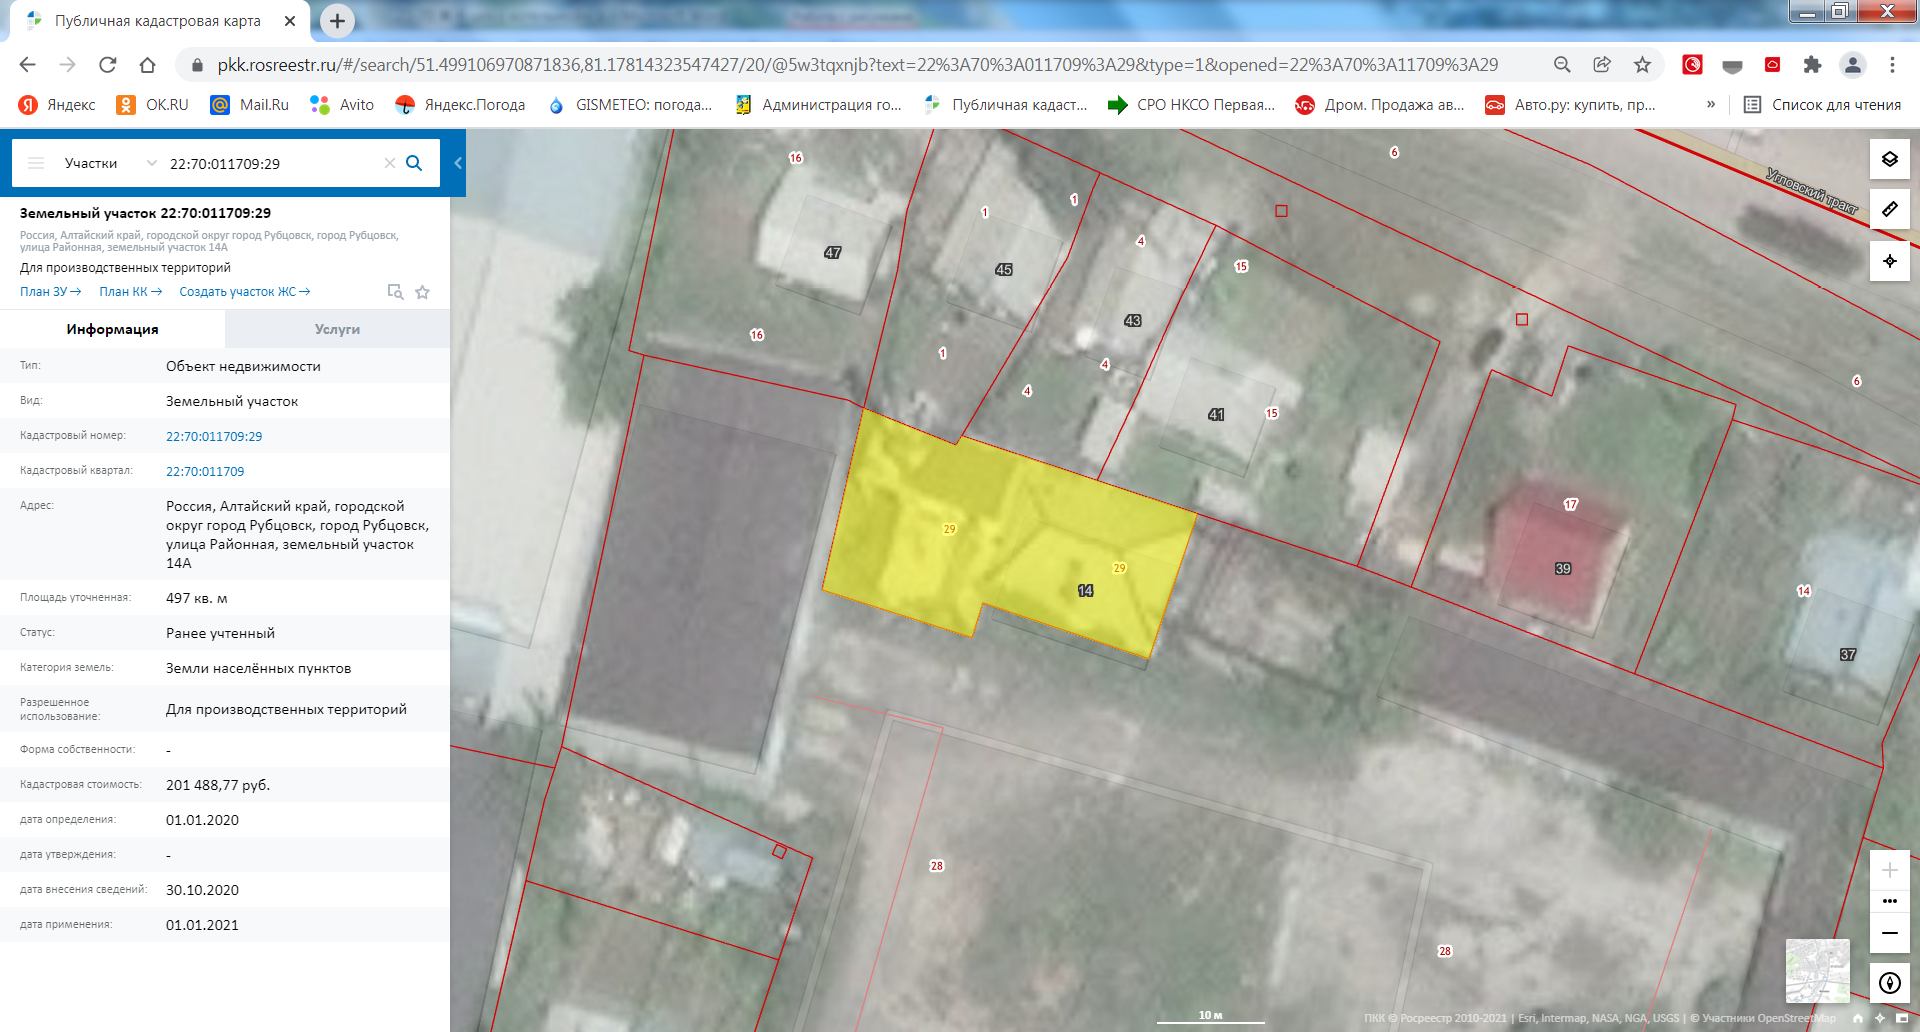 Публичная кадастровая карта
pkk.rosreestr.ru/#/search/51.499106970871836,81.17814323547427/20/@5w3tqxnjb?text=22%3A70%3A011709%3A29&type=1&opened=22%3A70%3A11709%3A29
Яндекс
OK.RU
Mail.Ru
Avito
Яндекс.Погода
GISMETEO: погода...
Администрация го...
Публичная кадаст...
СРО НКСО Первая...
Дром. Продажа ав...
Авто.ру: купить, пр...
»
Список для чтения
Участки
22:70:011709:29
Земельный участок 22:70:011709:29
Россия, Алтайский край, городской округ город Рубцовск, город Рубцовск,
улица Районная, земельный участок 14А
Для производственных территорий
План ЗУ →
План КК →
Создать участок ЖС →
Информация
Услуги
Тип:
Объект недвижимости
Вид:
Земельный участок
Кадастровый номер:
22:70:011709:29
Кадастровый квартал:
22:70:011709
Адрес:
Россия, Алтайский край, городской
округ город Рубцовск, город Рубцовск,
улица Районная, земельный участок
14А
Площадь уточненная:
497 кв. м
Статус:
Ранее учтенный
Категория земель:
Земли населённых пунктов
Разрешенное
использование:
Для производственных территорий
Форма собственности:
-
Кадастровая стоимость:
201 488,77 руб.
дата определения:
01.01.2020
дата утверждения:
-
дата внесения сведений:
30.10.2020
дата применения:
01.01.2021
16
6
Угловский тракт
1
1
4
47
45
15
43
16
1
4
4
6
41
15
17
29
29
39
14
14
37
28
28
10 м
ПКК © Росреестр 2010-2021 | Esri, Intermap, NASA, NGA, USGS | © Участники OpenStreetMap